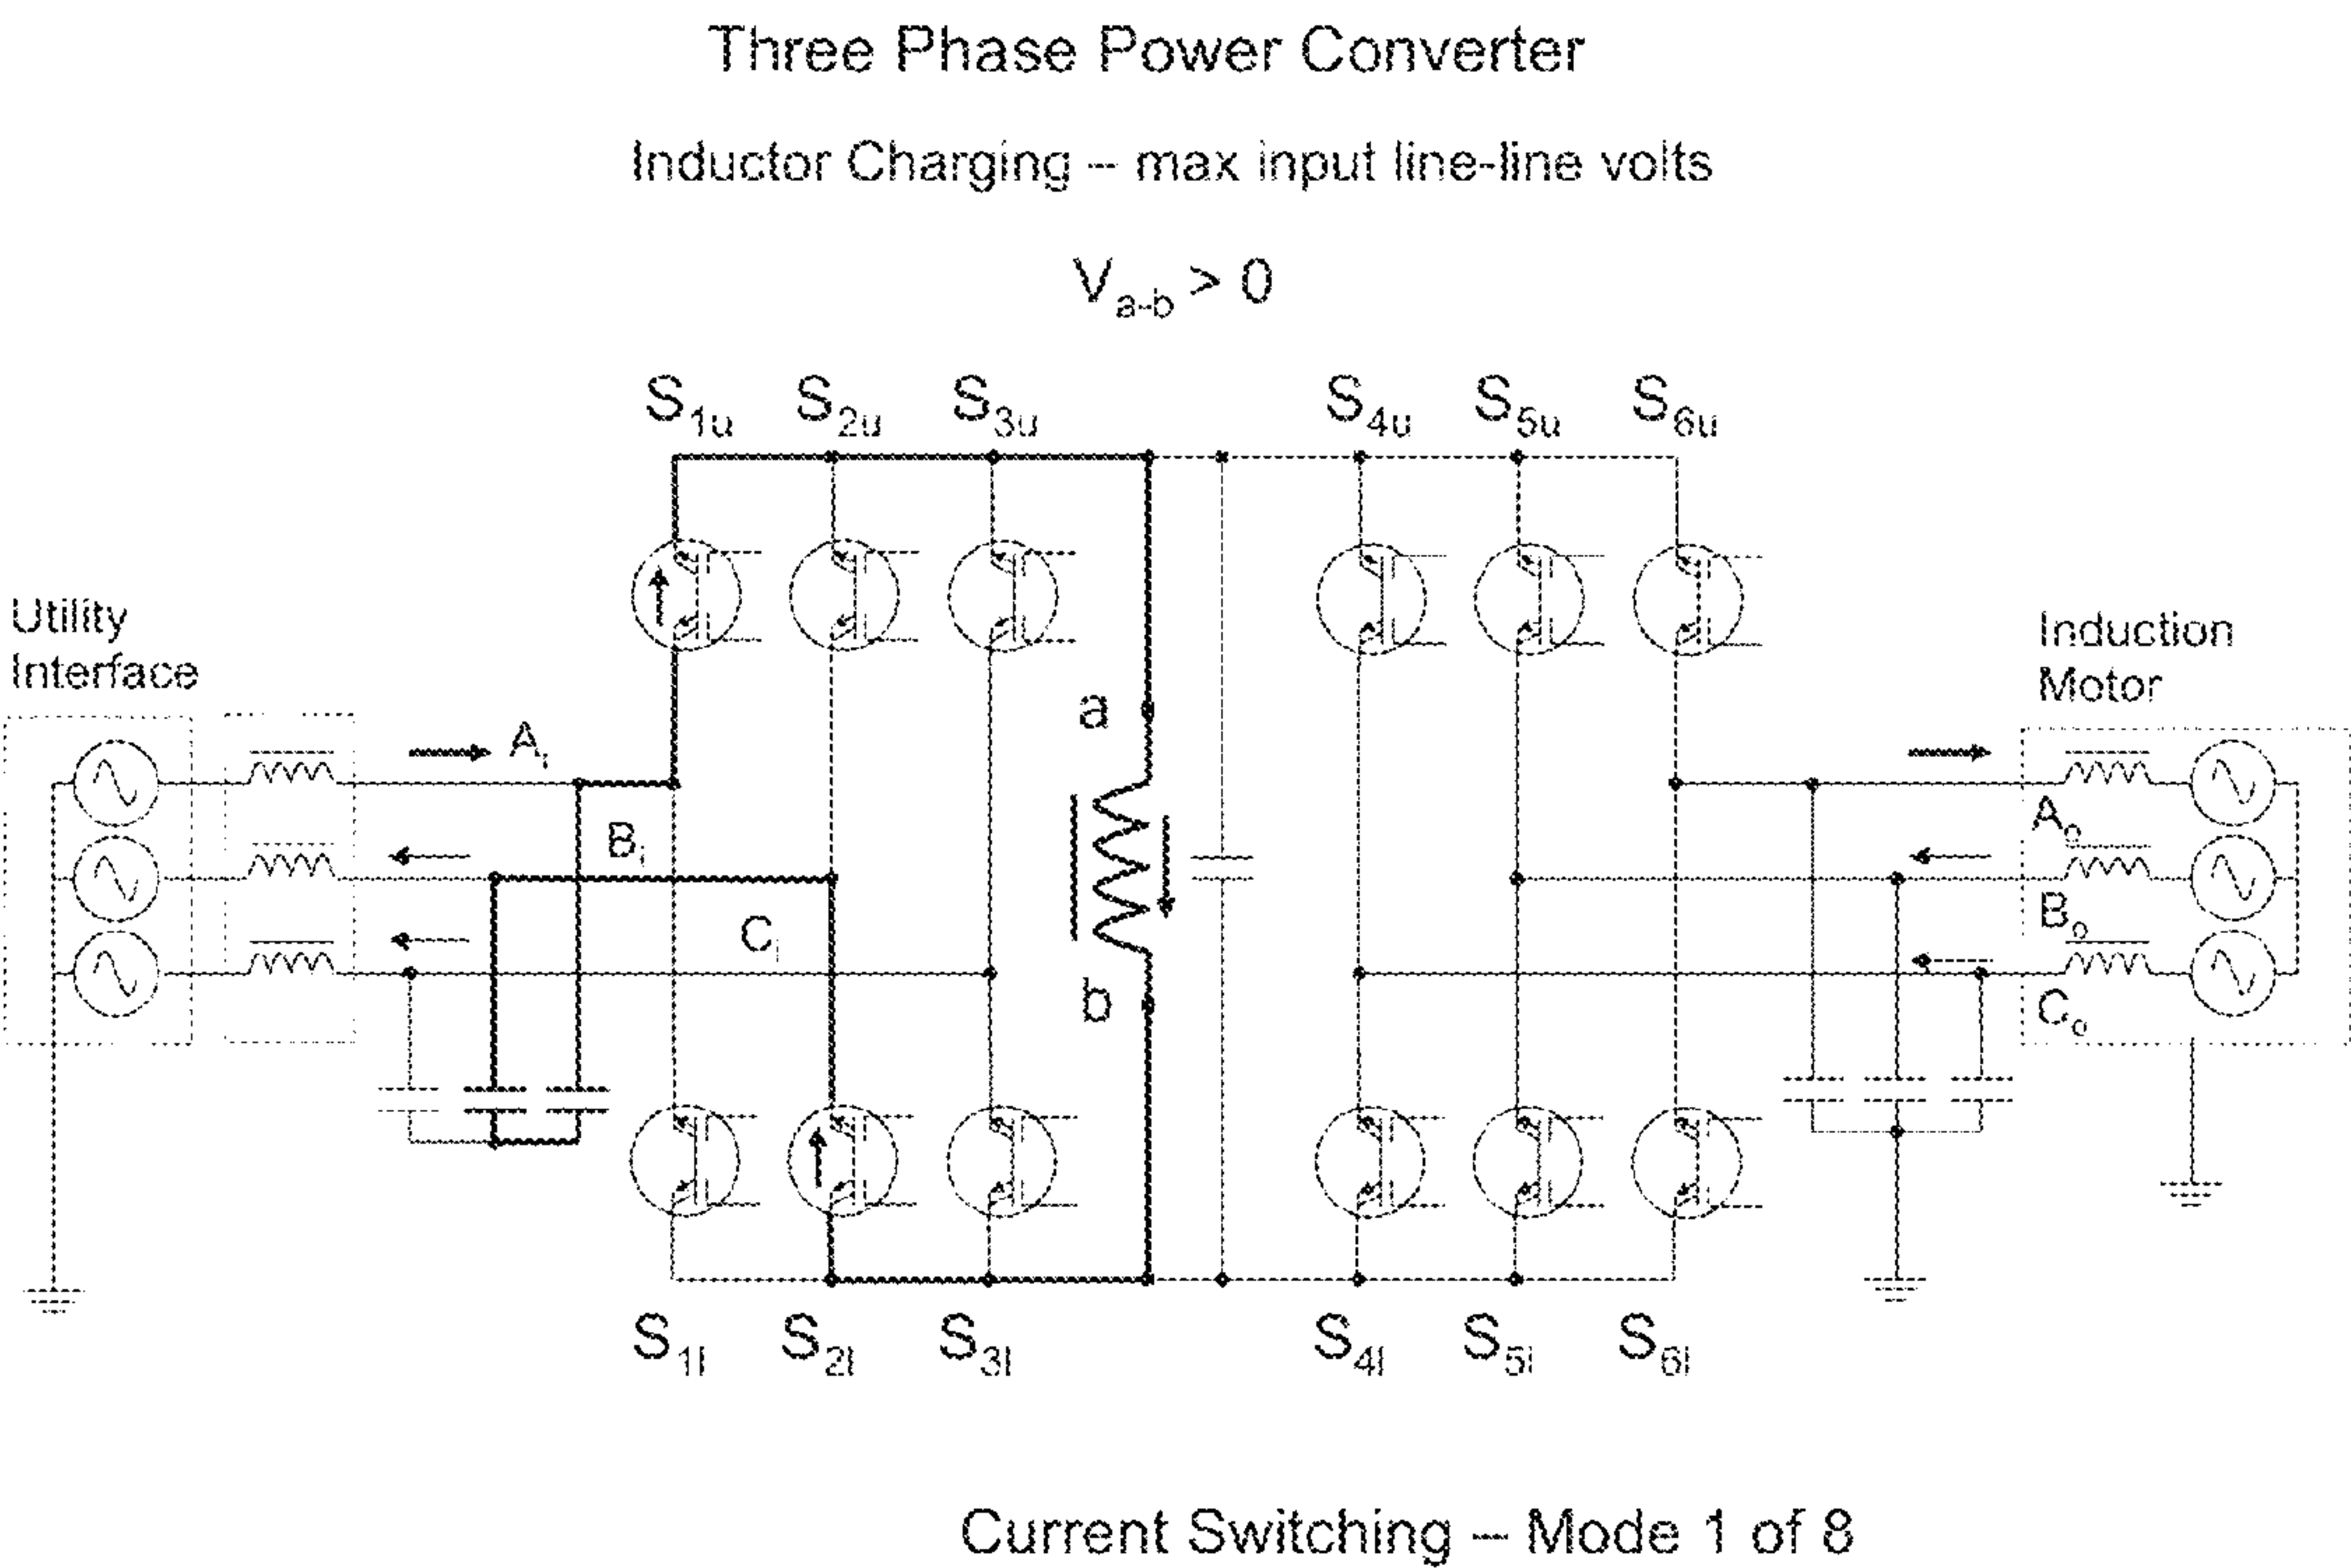 Three Phase Power Converter
Inductor Charging – max input line-line volts
Va-b > 0
S1u S2u S3u S4u S5u S6u
Utility
Interface
Induction
Motor
Ai
Bi
Ci
a
b
Ao
Bo
Co
S1l S2l S3l S4l S5l S6l
Current Switching – Mode 1 of 8